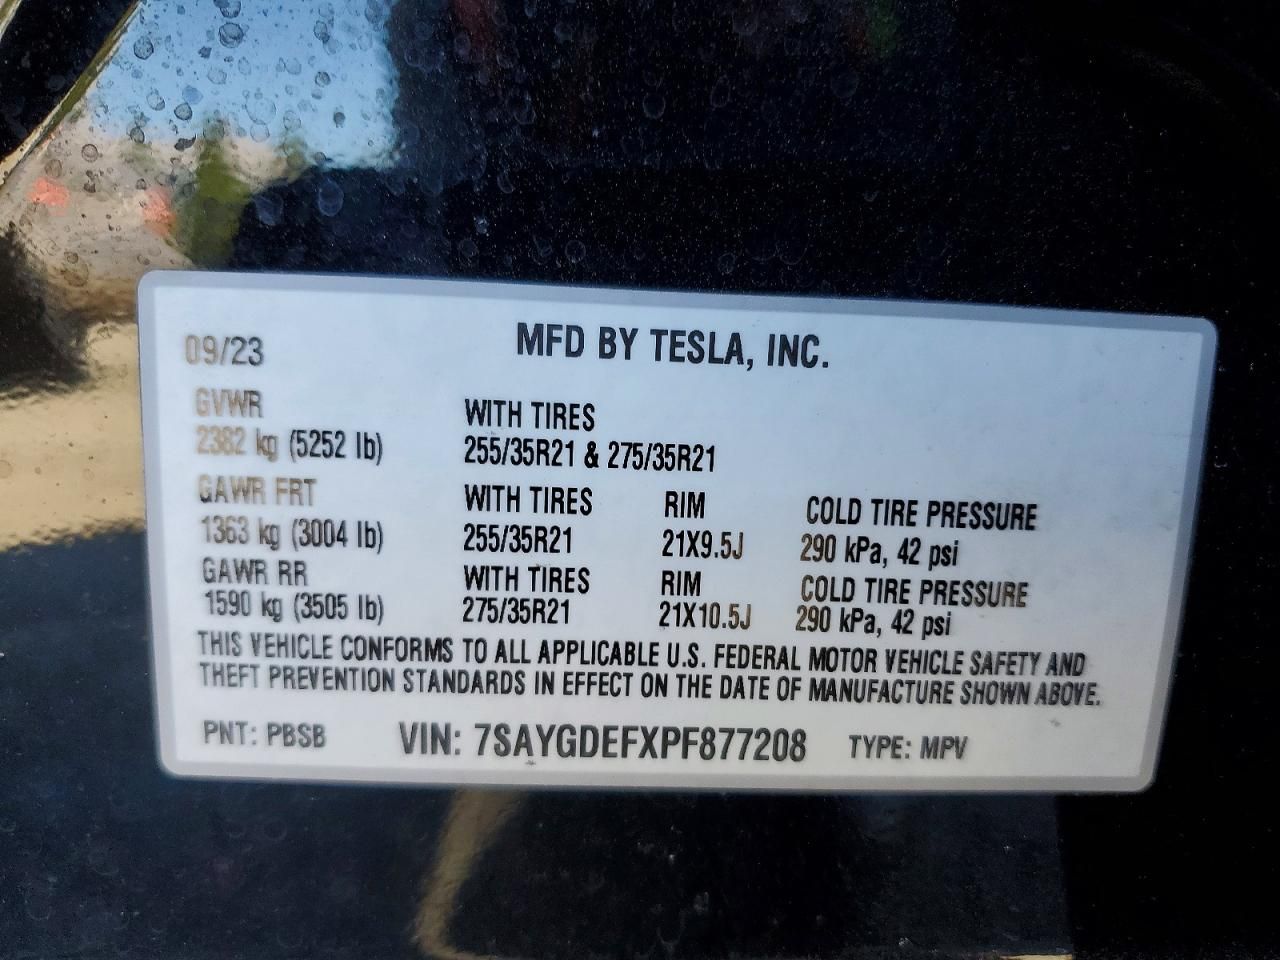 09/23 MFD BY TESLA, INC.
GVWR WITH TIRES
2382 kg (5252 lb) 255/35R21 & 275/35R21
GAWR FRT WITH TIRES RIM COLD TIRE PRESSURE
1363 kg (3004 lb) 255/35R21 21X9.5J 290 kPa, 42 psi
GAWR RR WITH TIRES RIM COLD TIRE PRESSURE
1590 kg (3505 lb) 275/35R21 21X10.5J 290 kPa, 42 psi
THIS VEHICLE CONFORMS TO ALL APPLICABLE U.S. FEDERAL MOTOR VEHICLE SAFETY AND
THEFT PREVENTION STANDARDS IN EFFECT ON THE DATE OF MANUFACTURE SHOWN ABOVE.
PNT: PBSB VIN: 7SAYGDEFXPF877208 TYPE: MPV